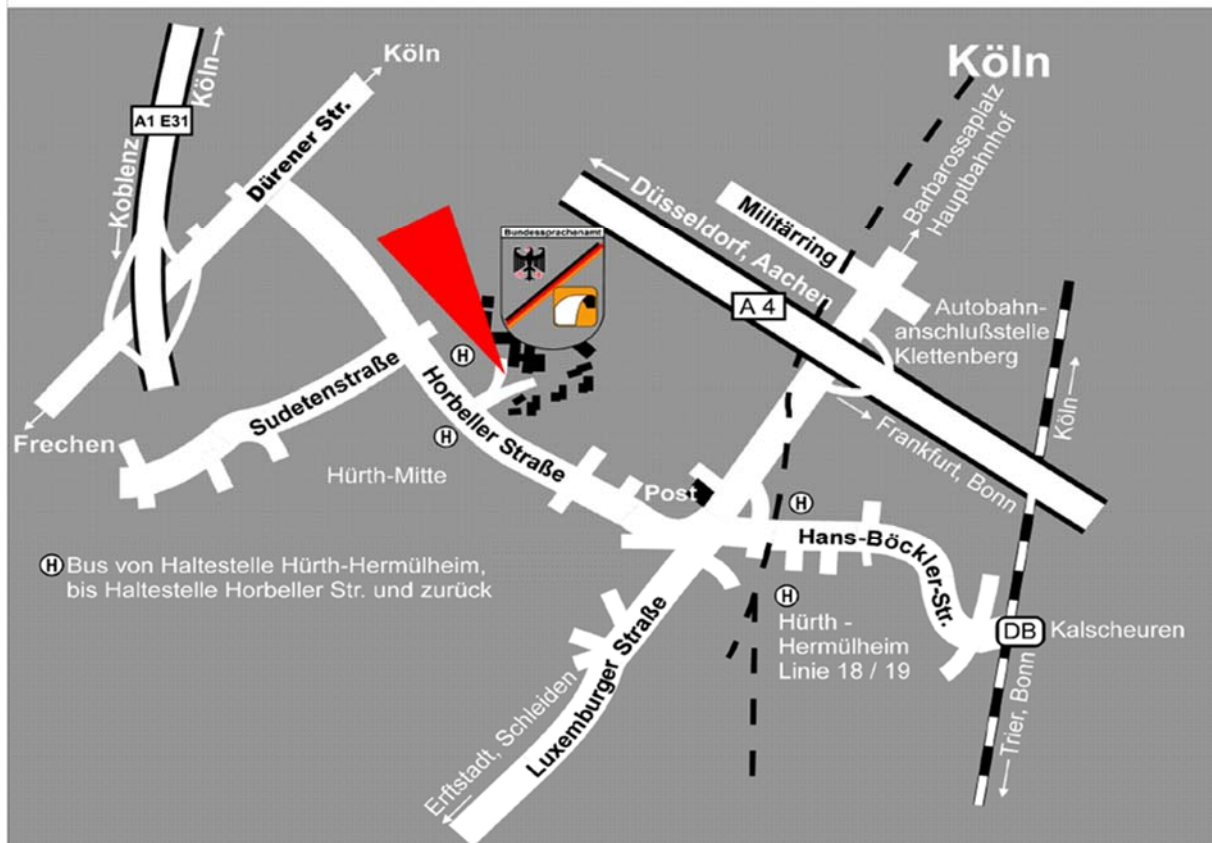 Köln
Köln
A1 E31
Koblenz
Dürener Str.
Köln
Barbarossaplatz
Hauptbahnhof
Bundessprachenamt
Militärring
Düsseldorf, Aachen
A 4
Autobahn-
anschlußstelle
Klettenberg
Sudetenstraße
H
Horbeller Straße
H
Frechen
Hürth-Mitte
Frankfurt, Bonn
Köln
Post
H
Hans-Böckler-Str.
H Bus von Haltestelle Hürth-Hermülheim,
bis Haltestelle Horbeller Str. und zurück
H
Hürth -
Hermülheim
Linie 18 / 19
DB Kalscheuren
Luxemburger Straße
Erftstadt, Schleiden
Trier, Bonn